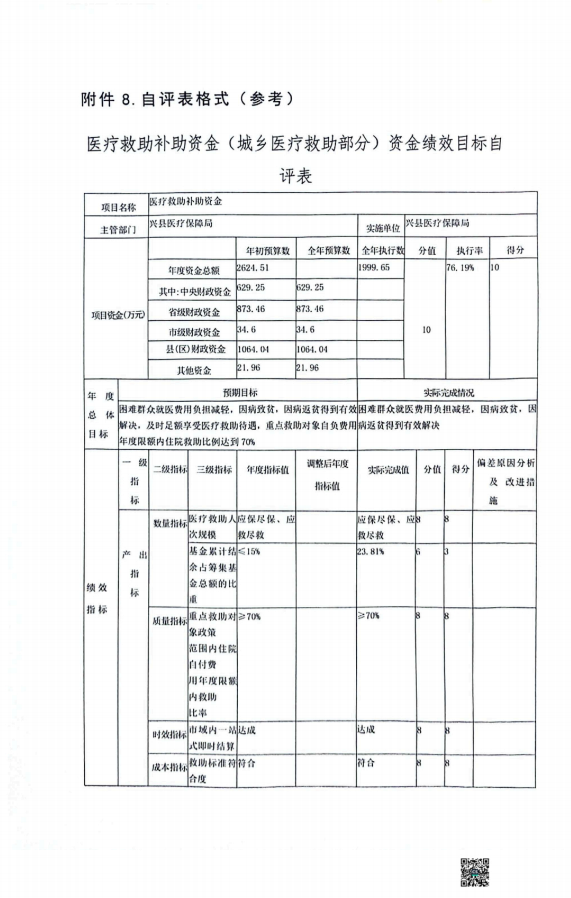 附件 8.自评表格式（参考）
医疗救助补助资金（城乡医疗救助部分）资金绩效目标自
评表
项目名称 医疗救助补助资金
主管部门 兴县医疗保障局 实施单位 兴县医疗保障局
项目资金(万元) 年初预算数 全年预算数 全年执行数 分值 执行率 得分
年度资金总额 2624.51 1999.65 10 76.19% 10
其中:中央财政资金 629.25 629.25
省级财政资金 873.46 873.46
市级财政资金 34.6 34.6
县(区)财政资金 1064.04 1064.04
其他资金 21.96 21.96
年度总体目标 预期目标 实际完成情况
困难群众就医费用负担减轻，因病致贫，因病返贫得到有效
解决，及时足额享受医疗救助待遇，重点救助对象自负费用
年度限额内住院救助比例达到 70%
困难群众就医费用负担减轻，因病致贫，因
病返贫得到有效解决
绩效指标
一级指标 二级指标 三级指标 年度指标值 调整后年度指标值 实际完成值 分值 得分 偏差原因分析及 改进措施
产出指标
数量指标 医疗救助人次规模 应保尽保、应救尽救 应保尽保、应救尽救 8 8
基金累计结余占筹集基金总额的比重 ≤15% 23.81% 6 3
质量指标 重点救助对象政策范围内住院自付费用年度限额内救助比率 ≥70% ≥70% 8 8
时效指标 市域内一站式即时结算 达成 达成 8 8
成本指标 救助标准符合度 符合 符合 8 8